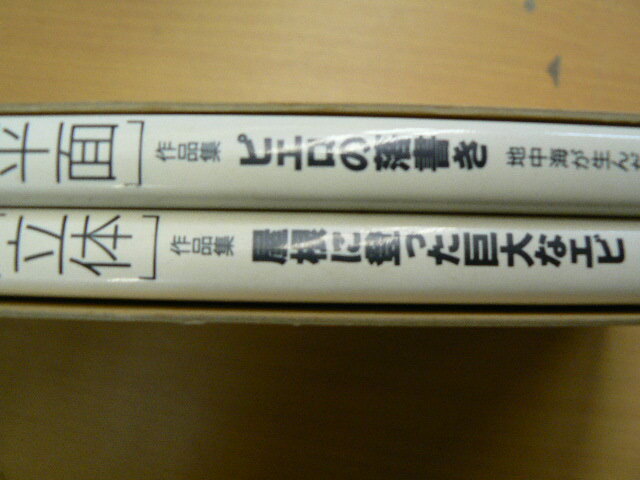 平面］ 作品集 ピエロの落書き 地中海が生んだ
［立体］ 作品集 屋根に登った巨大なエビ